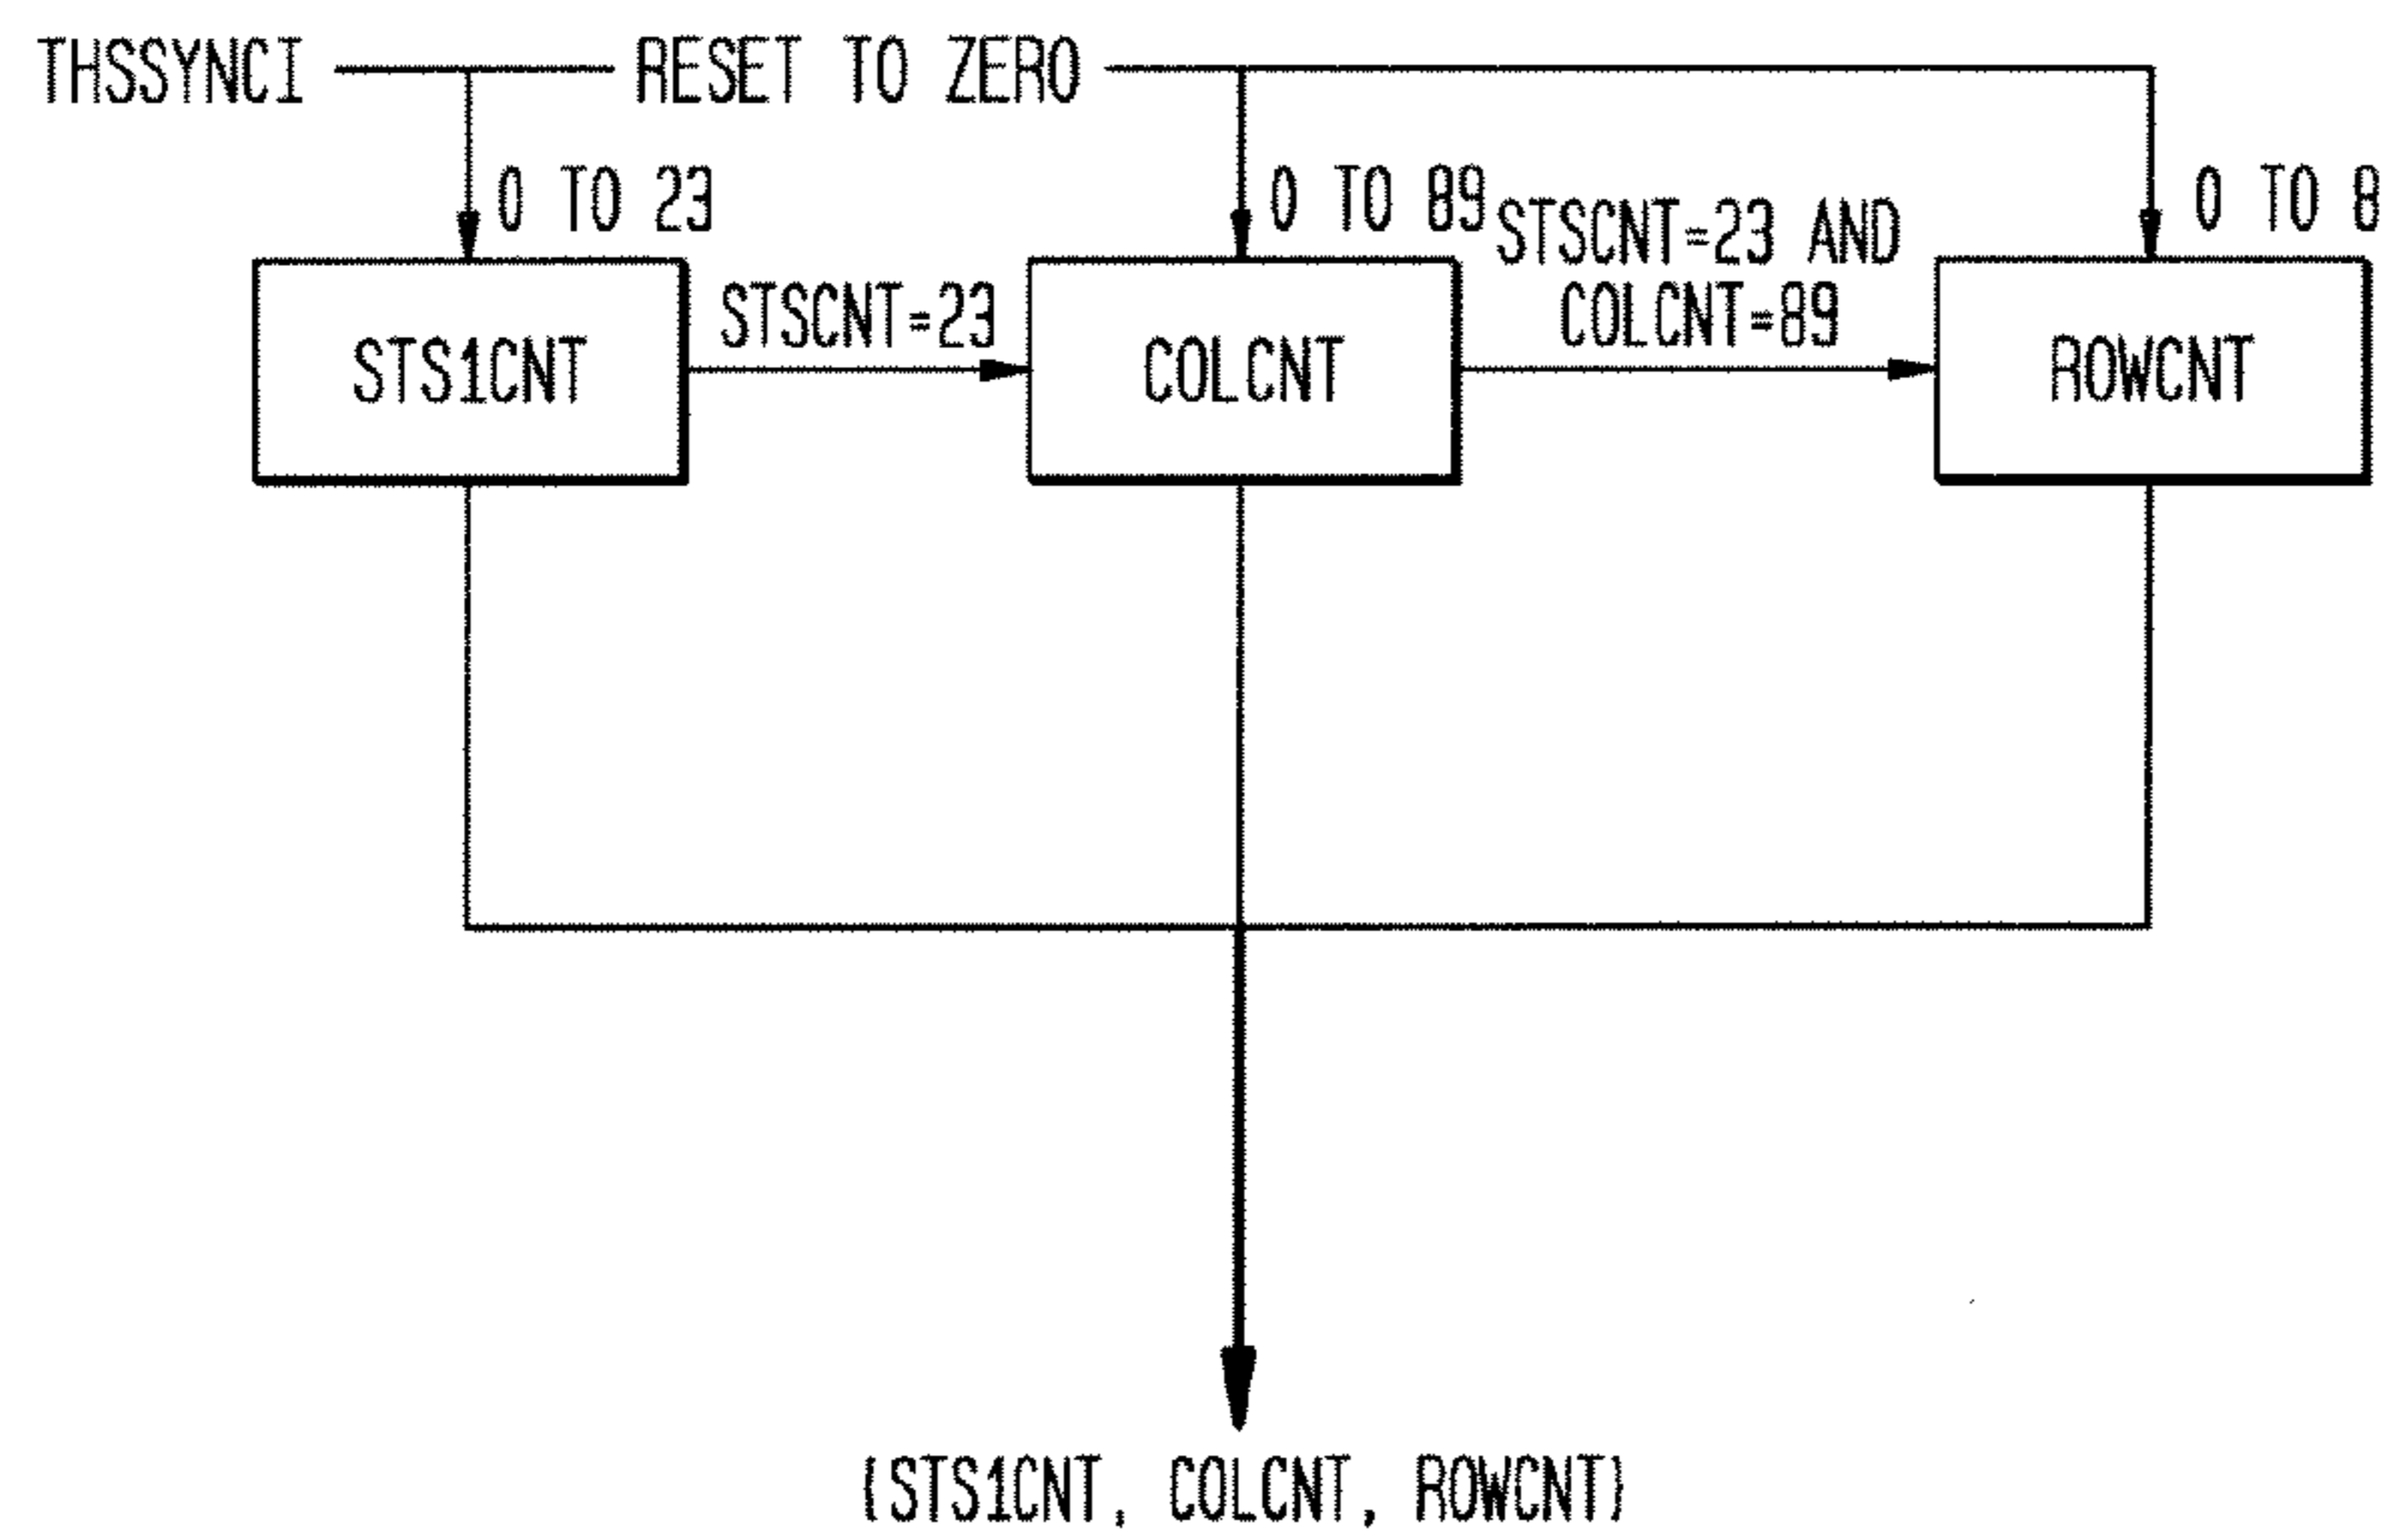 THSSYNCI
RESET TO ZERO
0 TO 23
0 TO 89
STSCNT=23 AND
COLCNT=89
0 TO 8
STSCNT=23
STS1CNT
COLCNT
ROWCNT
(STS1CNT, COLCNT, ROWCNT)